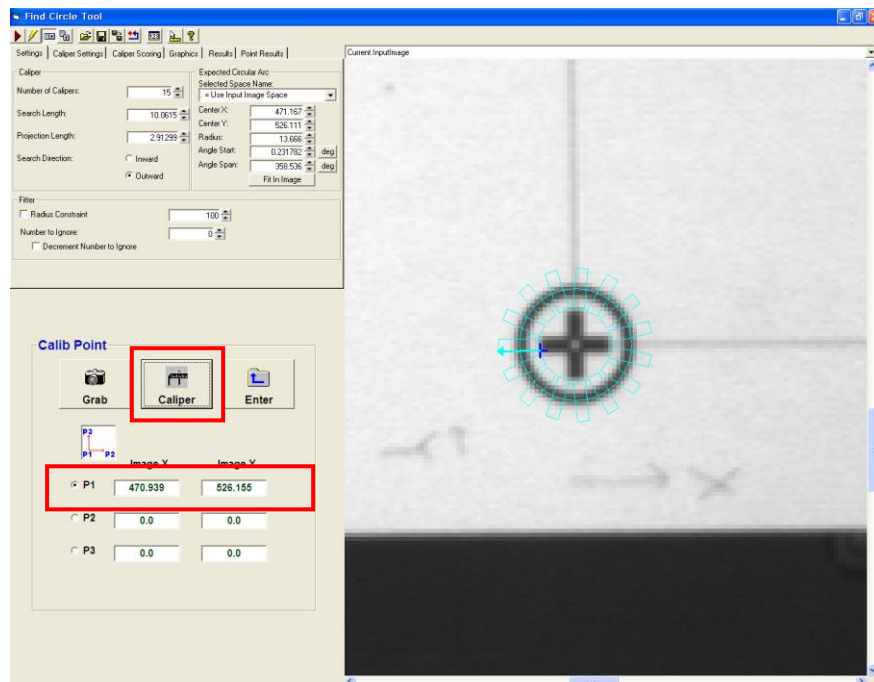 Find Circle Tool
Settings Caliper Settings Caliper Scoring Graphics Results Point Results
Current.InputImage
Caliper
Number of Calipers: 15
Search Length: 10.0615
Projection Length: 2.91299
Search Direction: Inward
Outward
Expected Circular Arc
Selected Space Name:
. = Use Input Image Space
Center X: 471.167
Center Y: 526.111
Radius: 13.666
Angle Start: 0.231782 deg
Angle Span: 358.536 deg
Fit In Image
Fitter
Radius Constraint 100
Number to Ignore: 0
Decrement Number to Ignore
Calib Point
Grab Caliper Enter
P3
P1 P2
Image X Image Y
P1 470.939 526.155
P2 0.0 0.0
P3 0.0 0.0
X